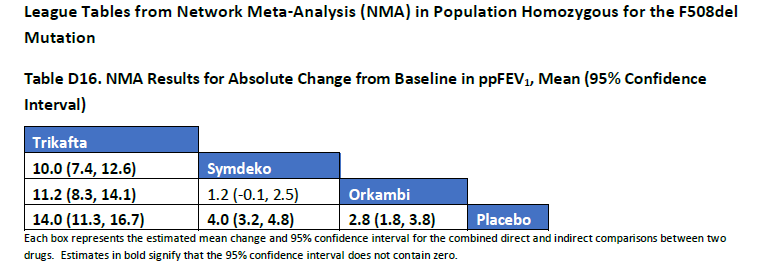 League Tables from Network Meta-Analysis (NMA) in Population Homozygous for the F508del
Mutation
Table D16. NMA Results for Absolute Change from Baseline in ppFEV₁, Mean (95% Confidence
Interval)
Trikafta
10.0 (7.4, 12.6) Symdeko
11.2 (8.3, 14.1) 1.2 (-0.1, 2.5) Orkambi
14.0 (11.3, 16.7) 4.0 (3.2, 4.8) 2.8 (1.8, 3.8) Placebo
Each box represents the estimated mean change and 95% confidence interval for the combined direct and indirect comparisons between two
drugs. Estimates in bold signify that the 95% confidence interval does not contain zero.